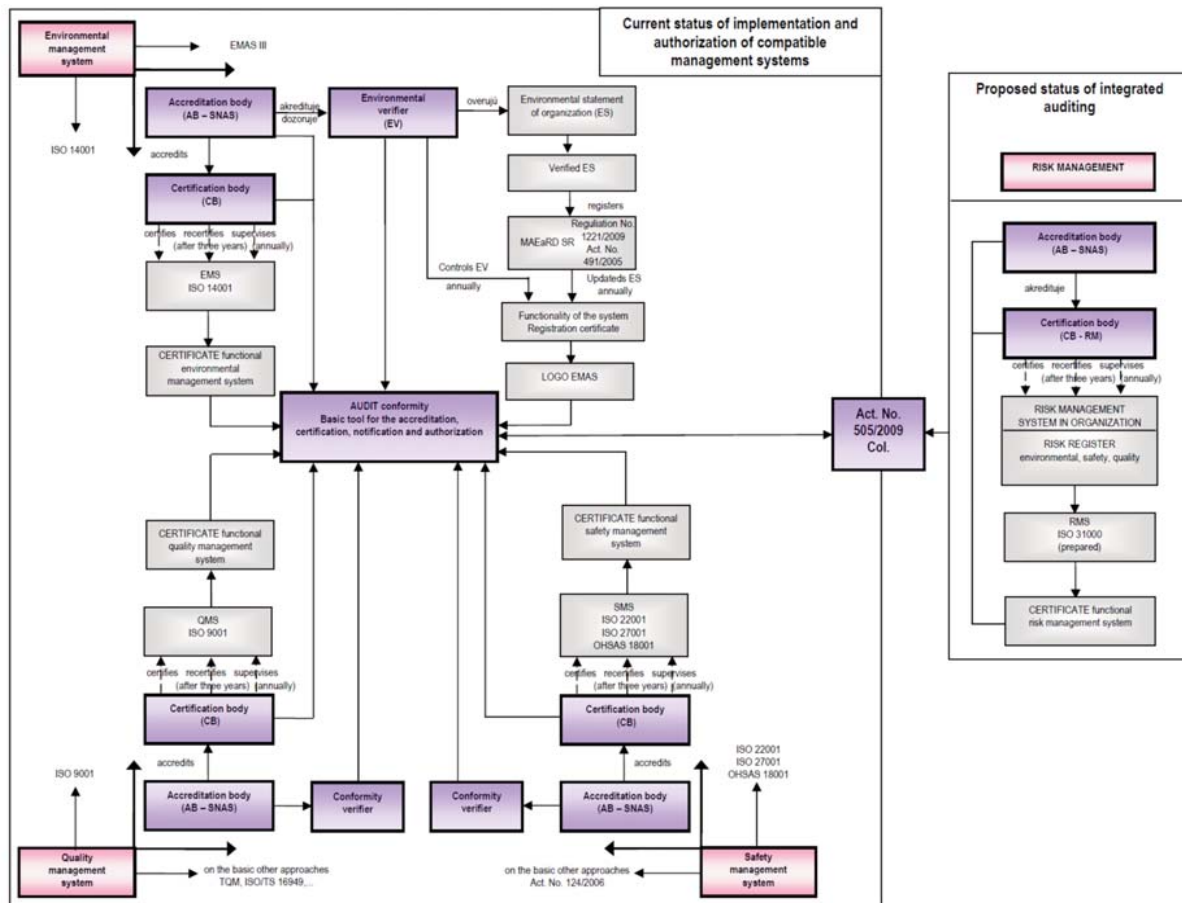 Current status of implementation and
authorization of compatible
management systems
Environmental
management
system
EMAS III
ISO 14001
Accreditation body
(AB – SNAS)
akredituje
dozoruje
Environmental
verifier
(EV)
overujú
Environmental statement
of organization (ES)
accredits
Verified ES
Certification body
(CB)
registers
certifies
recertifies
supervises
(after three years)
(annually)
MAEaRD SR
Reguliation No.
1221/2009
Act. No.
491/2005
EMS
ISO 14001
Controls EV
annually
Updateds ES
annually
Functionality of the system
Registration certificate
CERTIFICATE functional
environmental
management system
LOGO EMAS
AUDIT conformity
Basic tool for the accreditation,
certification, notification and authorization
Act. No.
505/2009
Col.
CERTIFICATE functional
quality management
system
CERTIFICATE functional
safety management
system
QMS
ISO 9001
SMS
ISO 22001
ISO 27001
OHSAS 18001
certifies
recertifies
supervises
(after three years)
(annually)
certifies
recertifies
supervises
(after three years)
(annually)
Certification body
(CB)
Certification body
(CB)
ISO 9001
accredits
accredits
ISO 22001
ISO 27001
OHSAS 18001
Accreditation body
(AB – SNAS)
Conformity
verifier
Conformity
verifier
Accreditation body
(AB – SNAS)
Quality
management
system
on the basic other approaches
TQM, ISO/TS 16949,...
on the basic other approaches
Act. No. 124/2006
Safety
management
system
Proposed status of integrated
auditing
RISK MANAGEMENT
Accreditation body
(AB – SNAS)
akredituje
Certification body
(CB - RM)
certifies
recertifies
supervises
(after three years)
(annually)
RISK MANAGEMENT
SYSTEM IN ORGANIZATION
RISK REGISTER
environmental, safety, quality
RMS
ISO 31000
(prepared)
CERTIFICATE functional
risk management system